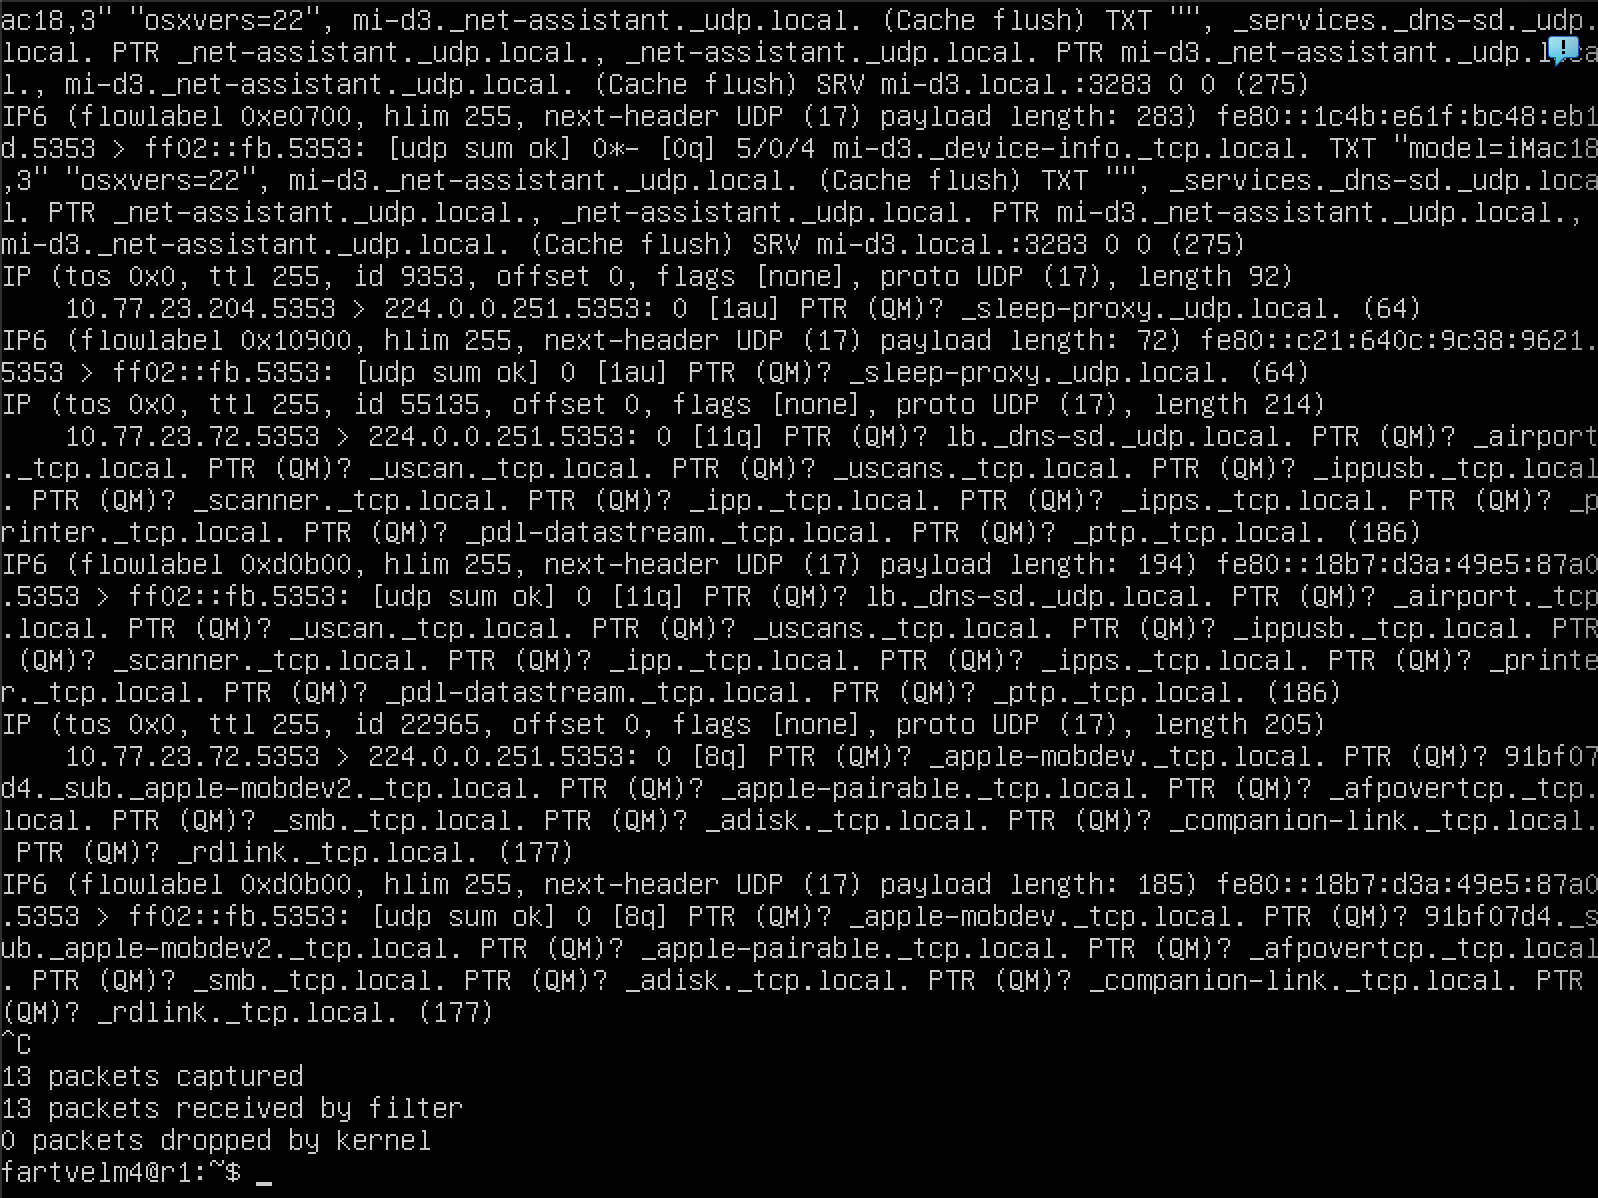 ac18,3" "osxvers=22", mi-d3._net-assistant._udp.local. (Cache flush) TXT "", _services._dns-sd._udp.
local. PTR _net-assistant._udp.local., _net-assistant._udp.local. PTR mi-d3._net-assistant._udp.loca
l., mi-d3._net-assistant._udp.local. (Cache flush) SRV mi-d3.local.:3283 0 0 (275)
IP6 (flowlabel 0xe0700, hlim 255, next-header UDP (17) payload length: 283) fe80::1c4b:e61f:bc48:eb1
d.5353 > ff02::fb.5353: [udp sum ok] 0*- [0q] 5/0/4 mi-d3._device-info._tcp.local. TXT "model=iMac18
,3" "osxvers=22", mi-d3._net-assistant._udp.local. (Cache flush) TXT "", _services._dns-sd._udp.loca
l. PTR _net-assistant._udp.local., _net-assistant._udp.local. PTR mi-d3._net-assistant._udp.local.,
mi-d3._net-assistant._udp.local. (Cache flush) SRV mi-d3.local.:3283 0 0 (275)
IP (tos 0x0, ttl 255, id 9353, offset 0, flags [none], proto UDP (17), length 92)
    10.77.23.204.5353 > 224.0.0.251.5353: 0 [1au] PTR (QM)? _sleep-proxy._udp.local. (64)
IP6 (flowlabel 0x10900, hlim 255, next-header UDP (17) payload length: 72) fe80::c21:640c:9c38:9621.
5353 > ff02::fb.5353: [udp sum ok] 0 [1au] PTR (QM)? _sleep-proxy._udp.local. (64)
IP (tos 0x0, ttl 255, id 55135, offset 0, flags [none], proto UDP (17), length 214)
    10.77.23.72.5353 > 224.0.0.251.5353: 0 [11q] PTR (QM)? lb._dns-sd._udp.local. PTR (QM)? _airport
._tcp.local. PTR (QM)? _uscan._tcp.local. PTR (QM)? _uscans._tcp.local. PTR (QM)? _ippusb._tcp.local
. PTR (QM)? _scanner._tcp.local. PTR (QM)? _ipp._tcp.local. PTR (QM)? _ipps._tcp.local. PTR (QM)? _p
rinter._tcp.local. PTR (QM)? _pdl-datastream._tcp.local. PTR (QM)? _ptp._tcp.local. (186)
IP6 (flowlabel 0xd0b00, hlim 255, next-header UDP (17) payload length: 194) fe80::18b7:d3a:49e5:87a0
.5353 > ff02::fb.5353: [udp sum ok] 0 [11q] PTR (QM)? lb._dns-sd._udp.local. PTR (QM)? _airport._tcp
.local. PTR (QM)? _uscan._tcp.local. PTR (QM)? _uscans._tcp.local. PTR (QM)? _ippusb._tcp.local. PTR
 (QM)? _scanner._tcp.local. PTR (QM)? _ipp._tcp.local. PTR (QM)? _ipps._tcp.local. PTR (QM)? _printe
r._tcp.local. PTR (QM)? _pdl-datastream._tcp.local. PTR (QM)? _ptp._tcp.local. (186)
IP (tos 0x0, ttl 255, id 22965, offset 0, flags [none], proto UDP (17), length 205)
    10.77.23.72.5353 > 224.0.0.251.5353: 0 [8q] PTR (QM)? _apple-mobdev._tcp.local. PTR (QM)? 91bf07
d4._sub._apple-mobdev2._tcp.local. PTR (QM)? _apple-pairable._tcp.local. PTR (QM)? _afpovertcp._tcp.
local. PTR (QM)? _smb._tcp.local. PTR (QM)? _adisk._tcp.local. PTR (QM)? _companion-link._tcp.local.
 PTR (QM)? _rdlink._tcp.local. (177)
IP6 (flowlabel 0xd0b00, hlim 255, next-header UDP (17) payload length: 185) fe80::18b7:d3a:49e5:87a0
.5353 > ff02::fb.5353: [udp sum ok] 0 [8q] PTR (QM)? _apple-mobdev._tcp.local. PTR (QM)? 91bf07d4._s
ub._apple-mobdev2._tcp.local. PTR (QM)? _apple-pairable._tcp.local. PTR (QM)? _afpovertcp._tcp.local
. PTR (QM)? _smb._tcp.local. PTR (QM)? _adisk._tcp.local. PTR (QM)? _companion-link._tcp.local. PTR
(QM)? _rdlink._tcp.local. (177)
^C
13 packets captured
13 packets received by filter
0 packets dropped by kernel
fartvelm4@r1:~$ _